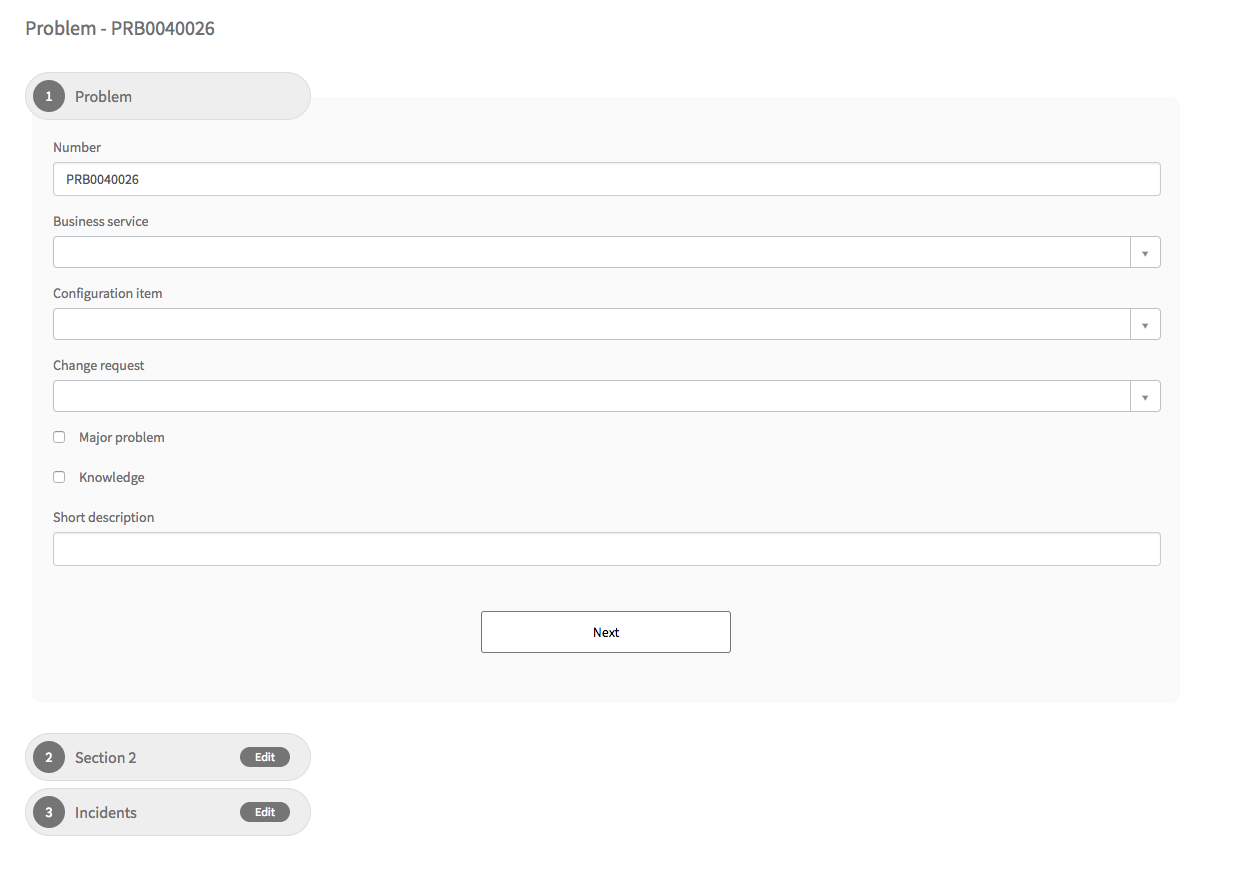 Problem - PRB0040026
1 Problem
Number
PRB0040026
Business service
Configuration item
Change request
Major problem
Knowledge
Short description
Next
2 Section 2 Edit
3 Incidents Edit